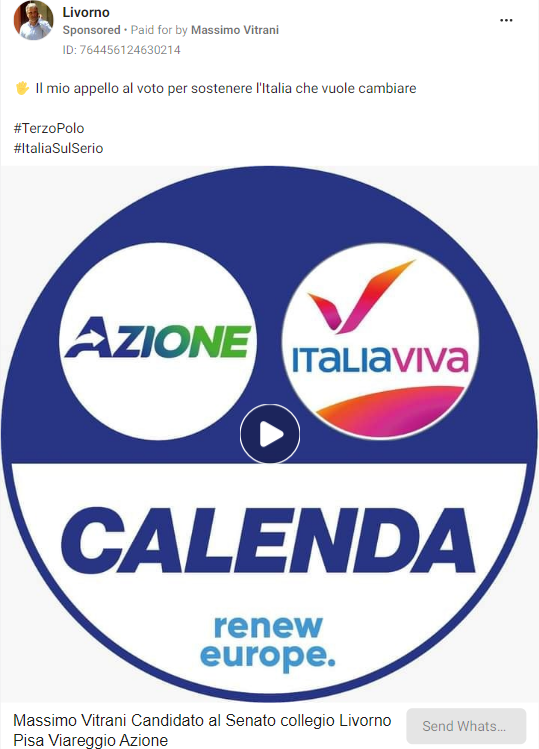 Livorno
Sponsored • Paid for by Massimo Vitrani
ID: 764456124630214
🖐 Il mio appello al voto per sostenere l'Italia che vuole cambiare
#TerzoPolo
#ItaliaSulSerio
AZIONE
ITALIAVIVA
CALENDA
renew
europe.
Massimo Vitrani Candidato al Senato collegio Livorno
Pisa Viareggio Azione
Send Whats...